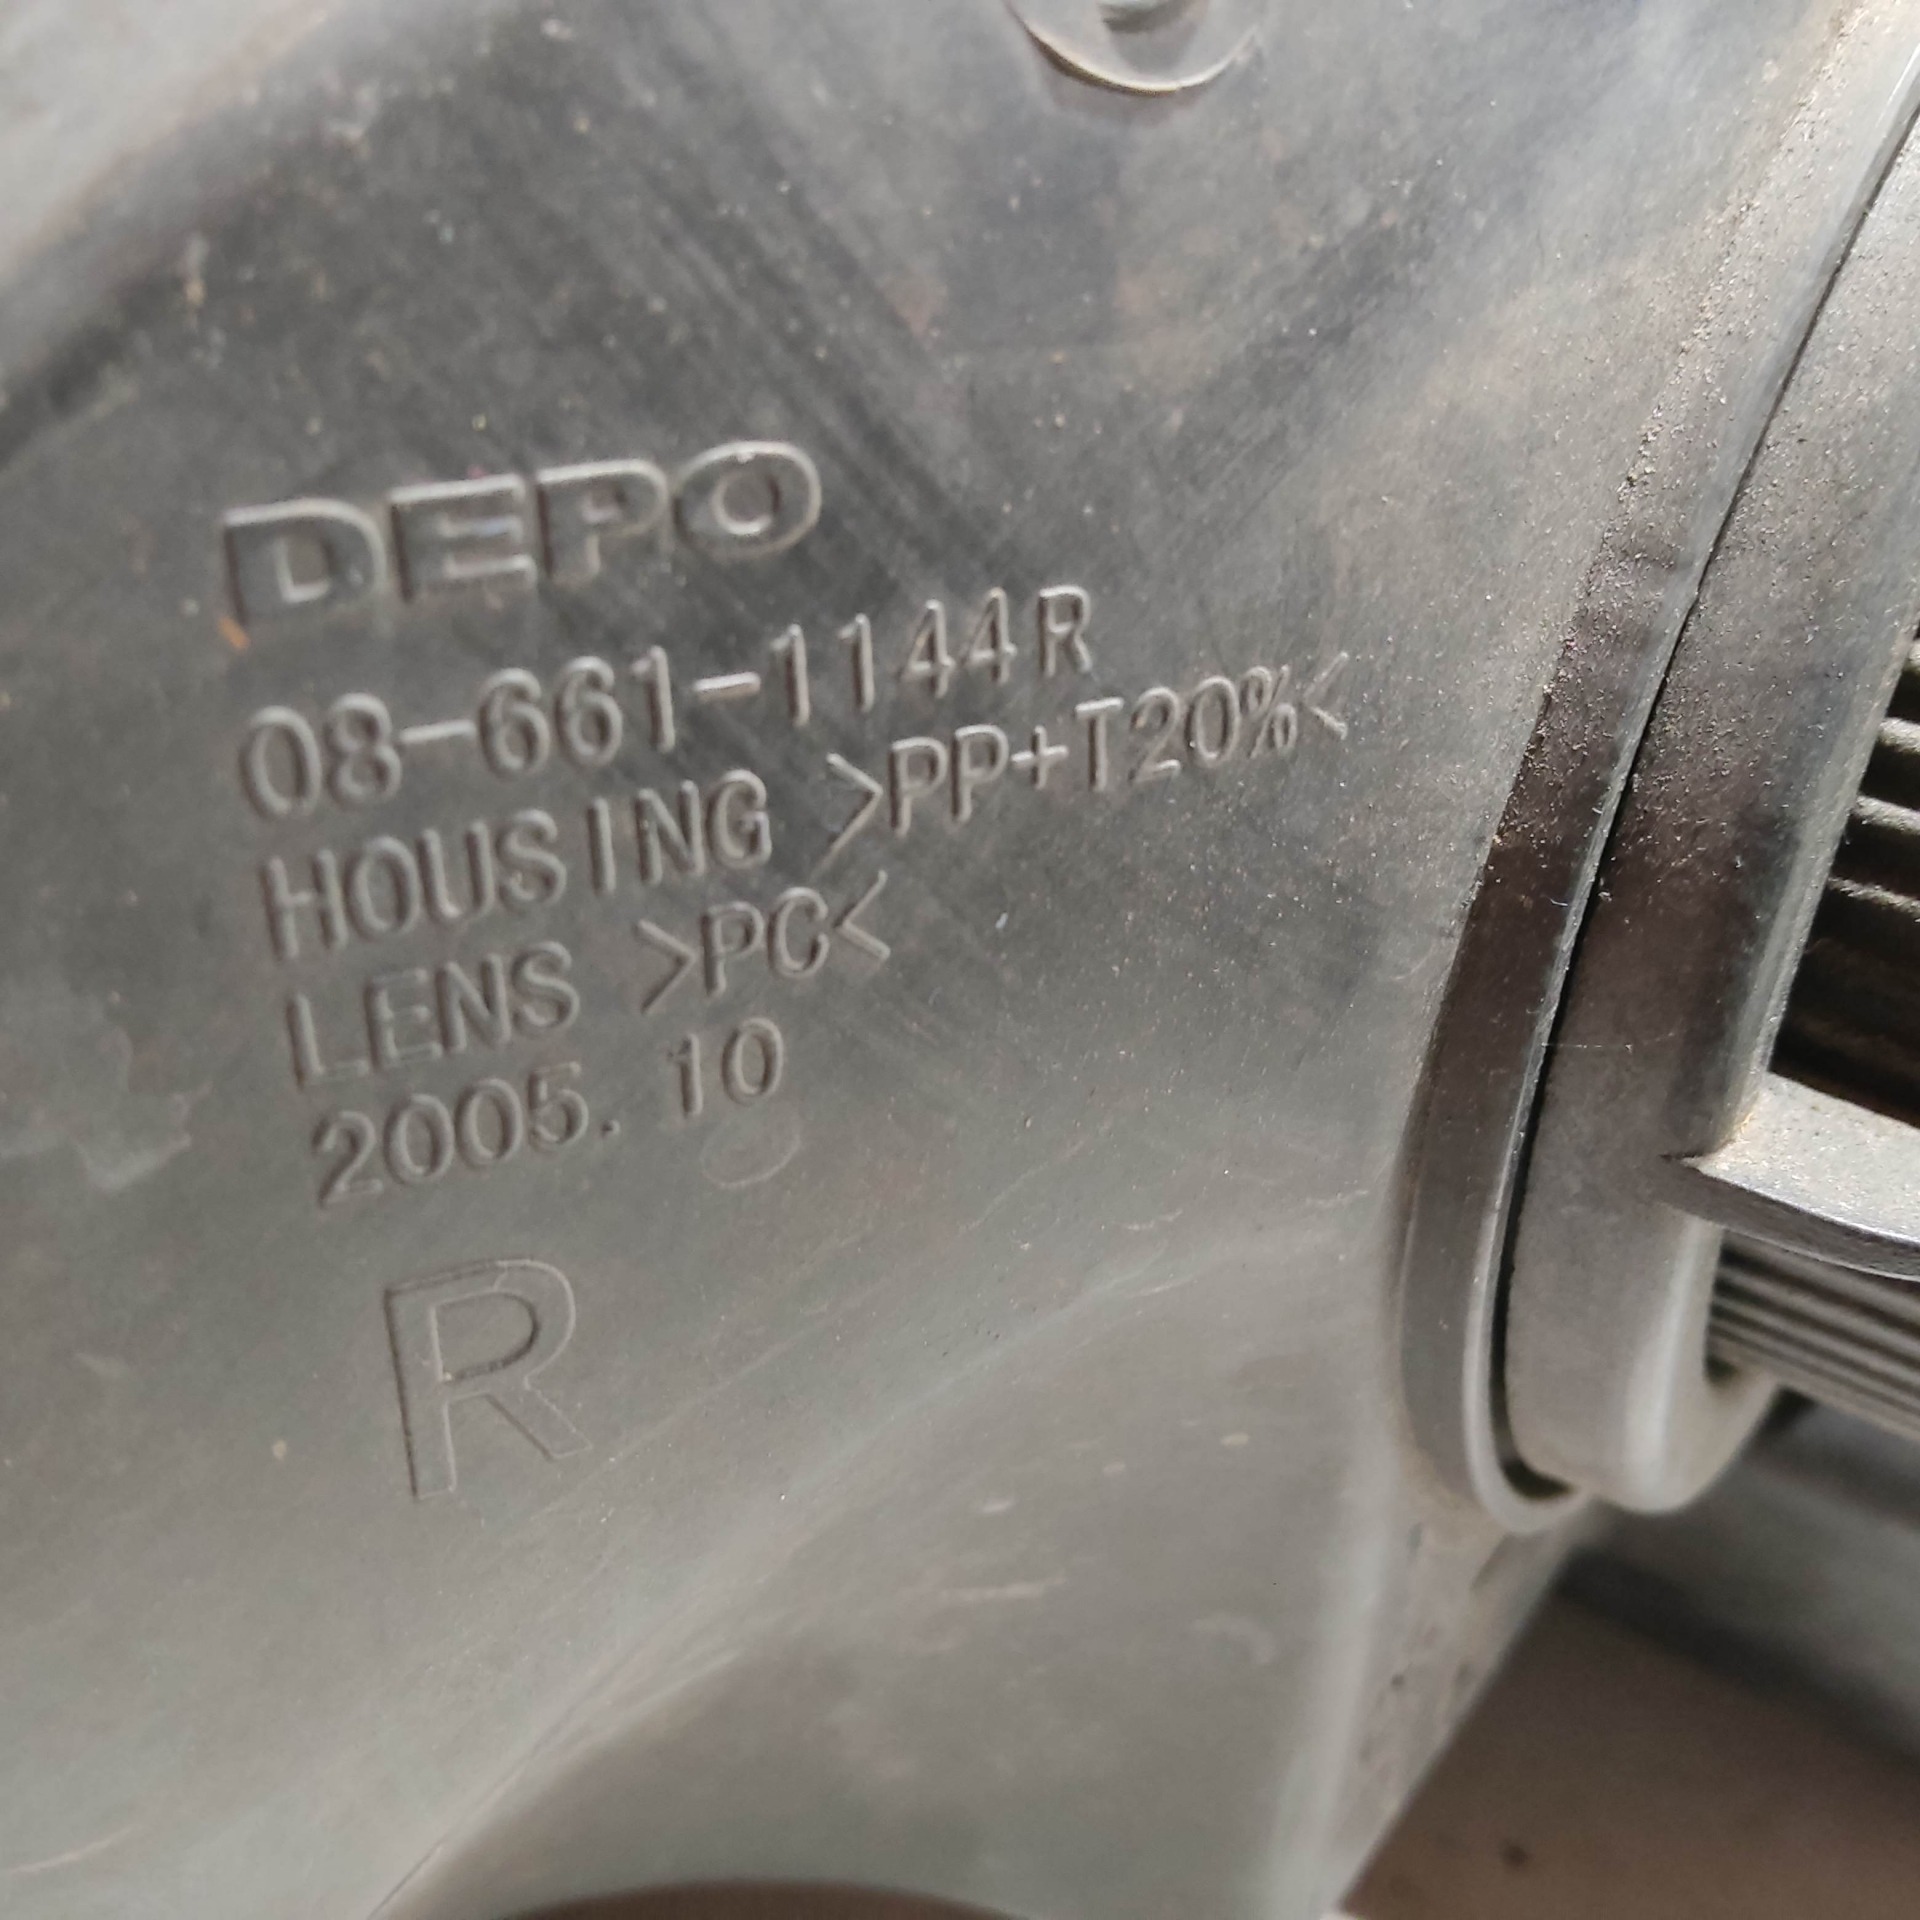 DEPO
08-661-1144R
HOUSING >PP+T20%<
LENS >PC<
2005.10
R